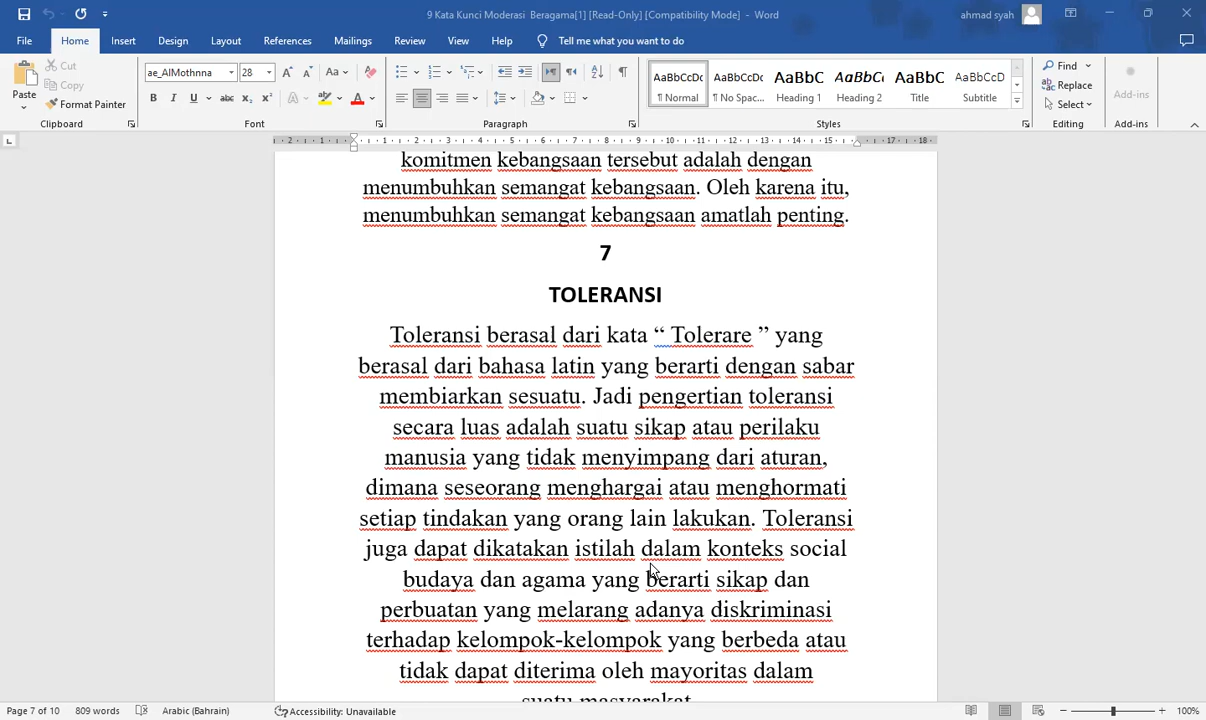 9 Kata Kunci Moderasi Beragama[1] [Read-Only] [Compatibility Mode] - Word
ahmad syah
File Home Insert Design Layout References Mailings Review View Help Tell me what you want to do
Paste
Cut
Copy
Format Painter
Clipboard
ae_AlMothnna 28
Font
Paragraph
AaBbCcDc ¶ Normal
AaBbCcDc ¶ No Spac...
AaBbC Heading 1
AaBbC Heading 2
AaBbC Title
AaBbCcD Subtitle
Styles
Find
Replace
Select
Editing
Add-ins
Add-ins
komitmen kebangsaan tersebut adalah dengan
menumbuhkan semangat kebangsaan. Oleh karena itu,
menumbuhkan semangat kebangsaan amatlah penting.
7
TOLERANSI
Toleransi berasal dari kata “ Tolerare ” yang
berasal dari bahasa latin yang berarti dengan sabar
membiarkan sesuatu. Jadi pengertian toleransi
secara luas adalah suatu sikap atau perilaku
manusia yang tidak menyimpang dari aturan,
dimana seseorang menghargai atau menghormati
setiap tindakan yang orang lain lakukan. Toleransi
juga dapat dikatakan istilah dalam konteks social
budaya dan agama yang berarti sikap dan
perbuatan yang melarang adanya diskriminasi
terhadap kelompok-kelompok yang berbeda atau
tidak dapat diterima oleh mayoritas dalam
suatu masyarakat
Page 7 of 10 809 words Arabic (Bahrain) Accessibility: Unavailable 100%